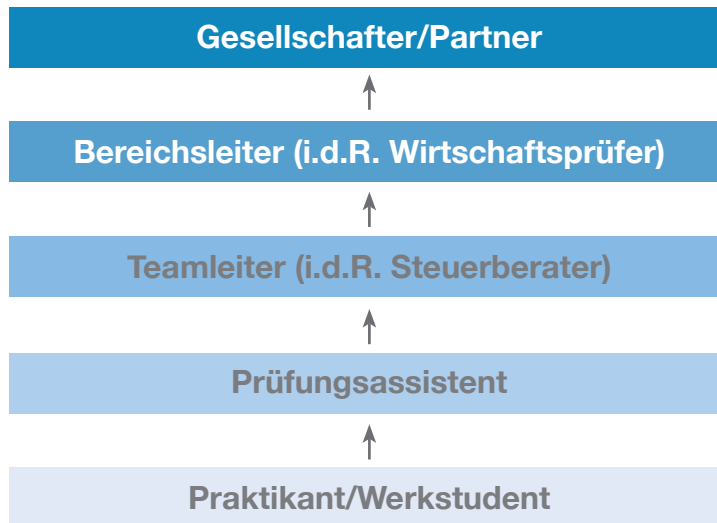 Gesellschafter/Partner
Bereichsleiter (i.d.R. Wirtschaftsprüfer)
Teamleiter (i.d.R. Steuerberater)
Prüfungsassistent
Praktikant/Werkstudent